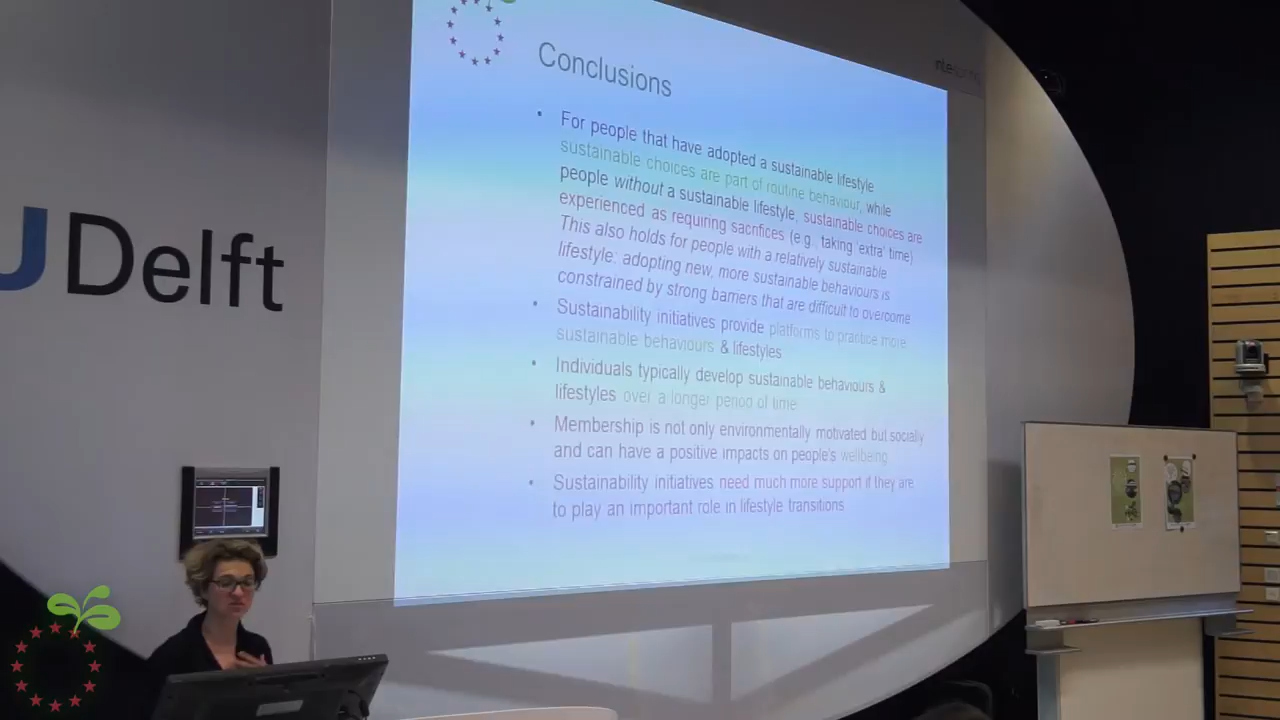 UDelft
Conclusions
• For people that have adopted a sustainable lifestyle
sustainable choices are part of routine behaviour, while
people without a sustainable lifestyle, sustainable choices are
experienced as requiring sacrifices (e.g., taking 'extra' time)
This also holds for people with a relatively sustainable
lifestyle: adopting new, more sustainable behaviours is
constrained by strong barriers that are difficult to overcome
• Sustainability initiatives provide platforms to practice more
sustainable behaviours & lifestyles
• Individuals typically develop sustainable behaviours &
lifestyles over a longer period of time
• Membership is not only environmentally motivated but socially
and can have a positive impacts on people's wellbeing
• Sustainability initiatives need much more support if they are
to play an important role in lifestyle transitions